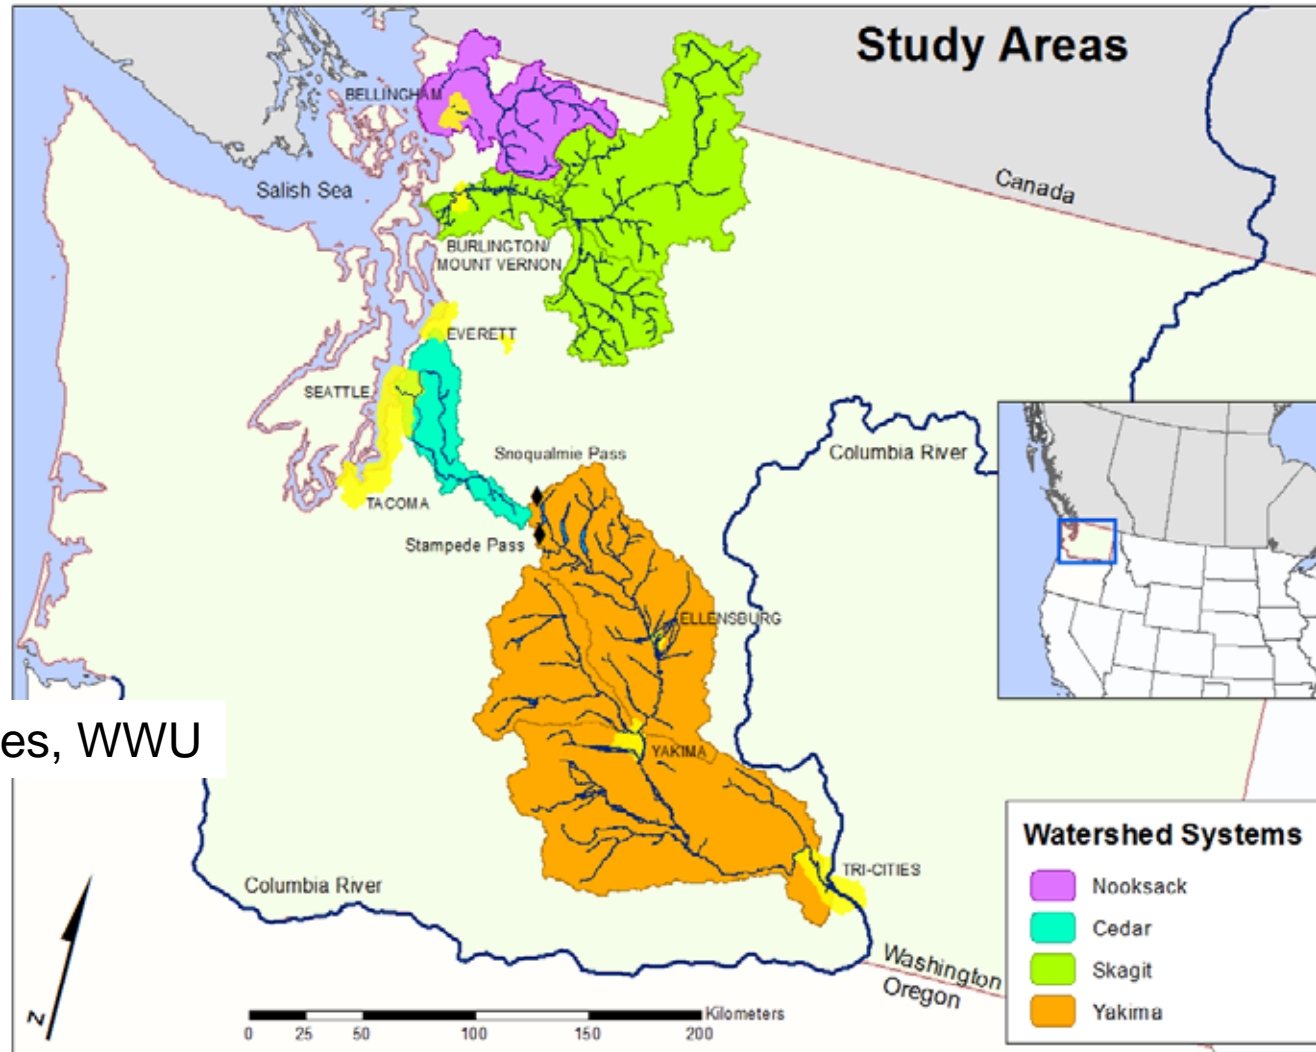 Study Areas
BELLINGHAM
Salish Sea
Canada
BURLINGTON/
MOUNT VERNON
EVERETT
SEATTLE
Columbia River
Snoqualmie Pass
TACOMA
Stampede Pass
ELLENSBURG
es, WWU
YAKIMA
Watershed Systems
TRI-CITIES
Columbia River
Nooksack
Cedar
Washington
Skagit
Oregon
Yakima
N
Kilometers
0 25 50 100 150 200